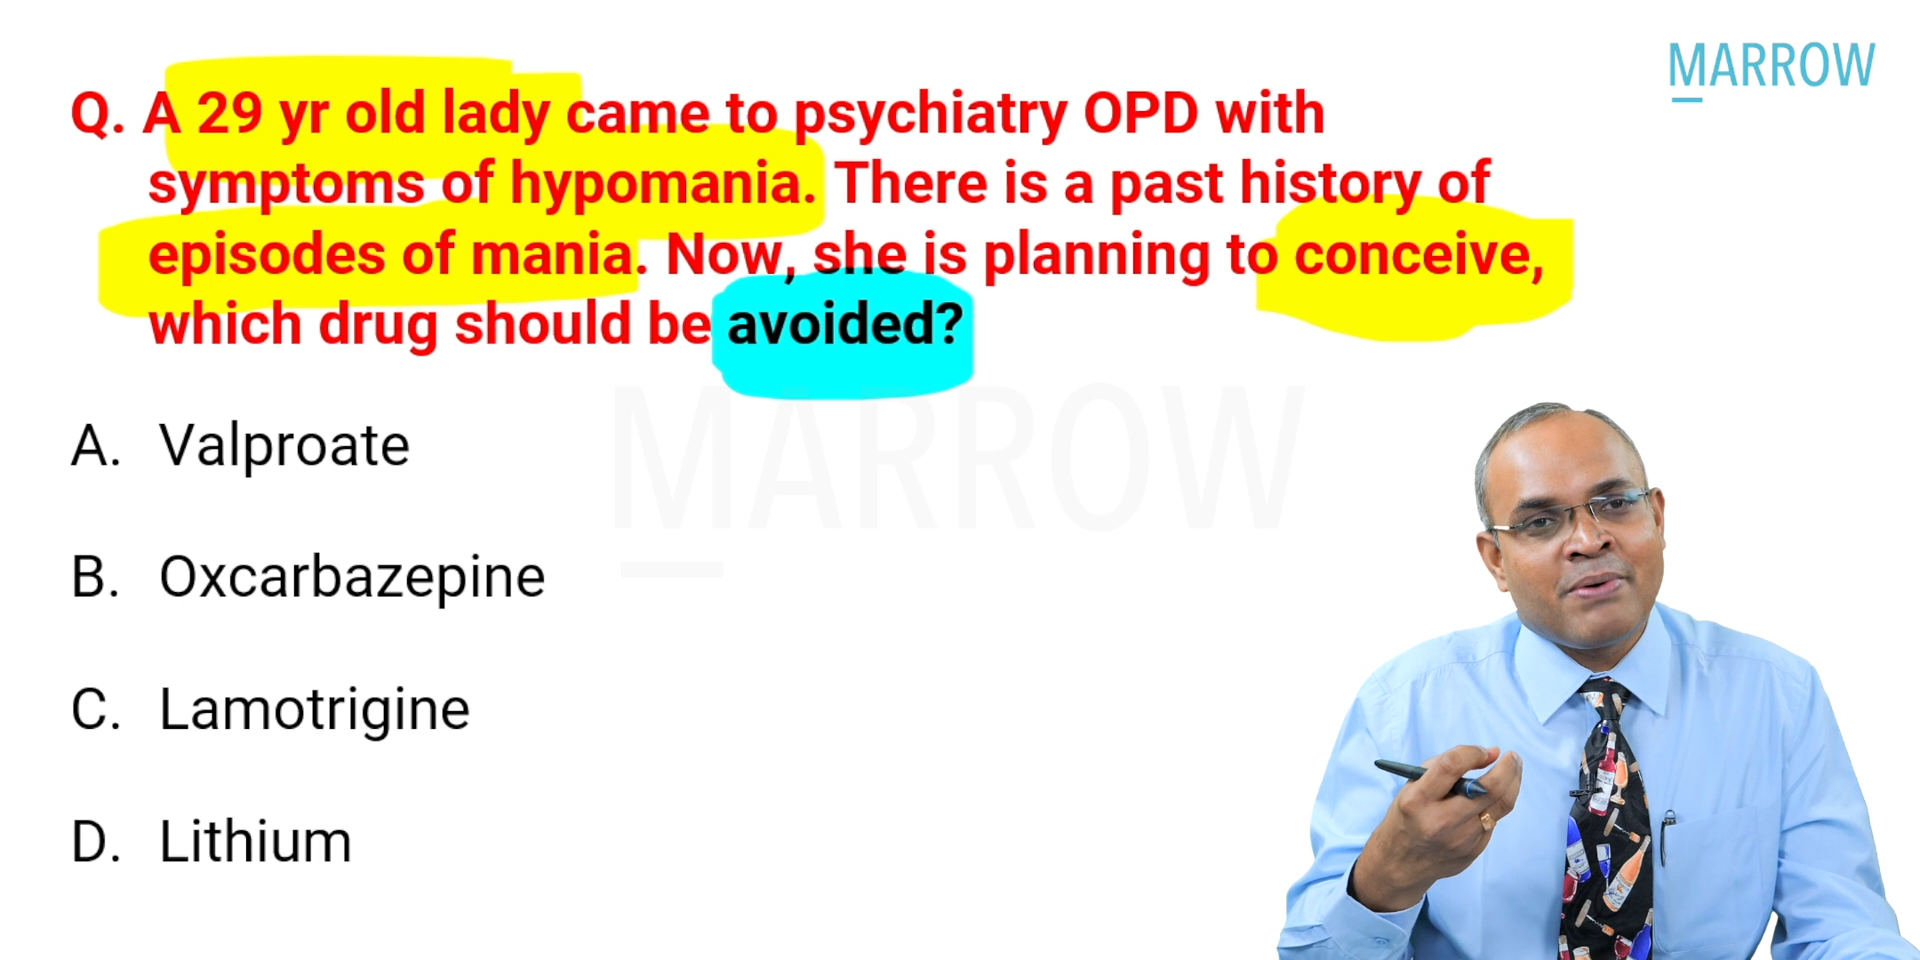 MARROW
Q. A 29 yr old lady came to psychiatry OPD with
symptoms of hypomania. There is a past history of
episodes of mania. Now, she is planning to conceive,
which drug should be avoided?
MARROW
A. Valproate
B. Oxcarbazepine
C. Lamotrigine
D. Lithium